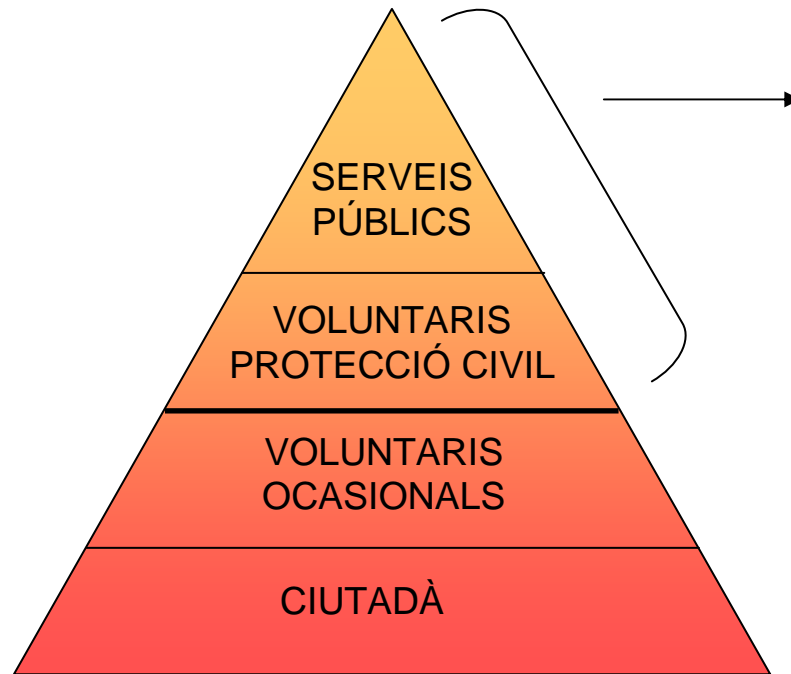 SERVEIS
PÚBLICS
VOLUNTARIS
PROTECCIÓ CIVIL
VOLUNTARIS
OCASIONALS
CIUTADÀ